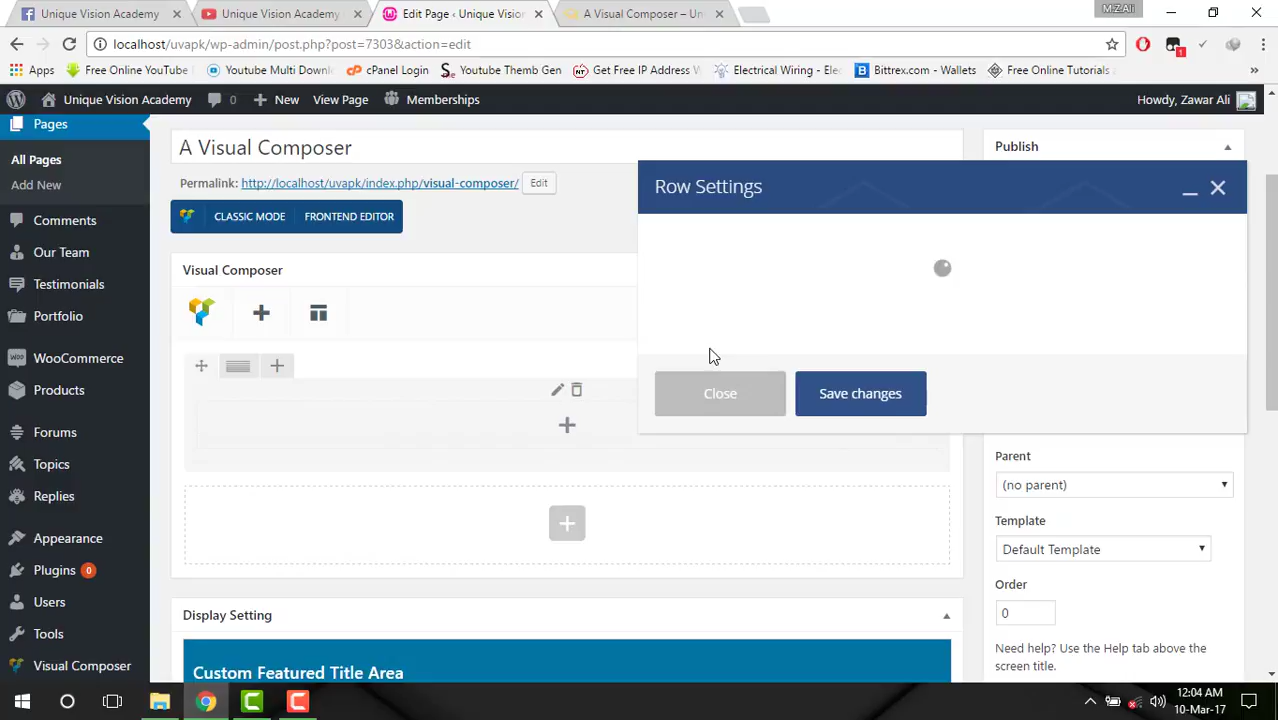 Unique Vision Academy
Unique Vision Academy
Edit Page ‹ Unique Vision
A Visual Composer – Un
M.Z.Ali
localhost/uvapk/wp-admin/post.php?post=7303&action=edit
1
Apps
Free Online YouTube
Youtube Multi Down
cPanel Login
Youtube Themb Gen
Get Free IP Address
Electrical Wiring - Ele
Bittrex.com - Wallets
Free Online Tutorials
»
Unique Vision Academy
0
New
View Page
Memberships
Howdy, Zawar Ali
Pages
All Pages
Add New
Comments
Our Team
Testimonials
Portfolio
WooCommerce
Products
Forums
Topics
Replies
Appearance
Plugins 0
Users
Tools
Visual Composer
A Visual Composer
Permalink: http://localhost/uvapk/index.php/visual-composer/ Edit
CLASSIC MODE FRONTEND EDITOR
Visual Composer
Display Setting
Custom Featured Title Area
Row Settings
Close
Save changes
Publish
Parent
(no parent)
Template
Default Template
Order
0
Need help? Use the Help tab above the
screen title.
12:04 AM
10-Mar-17